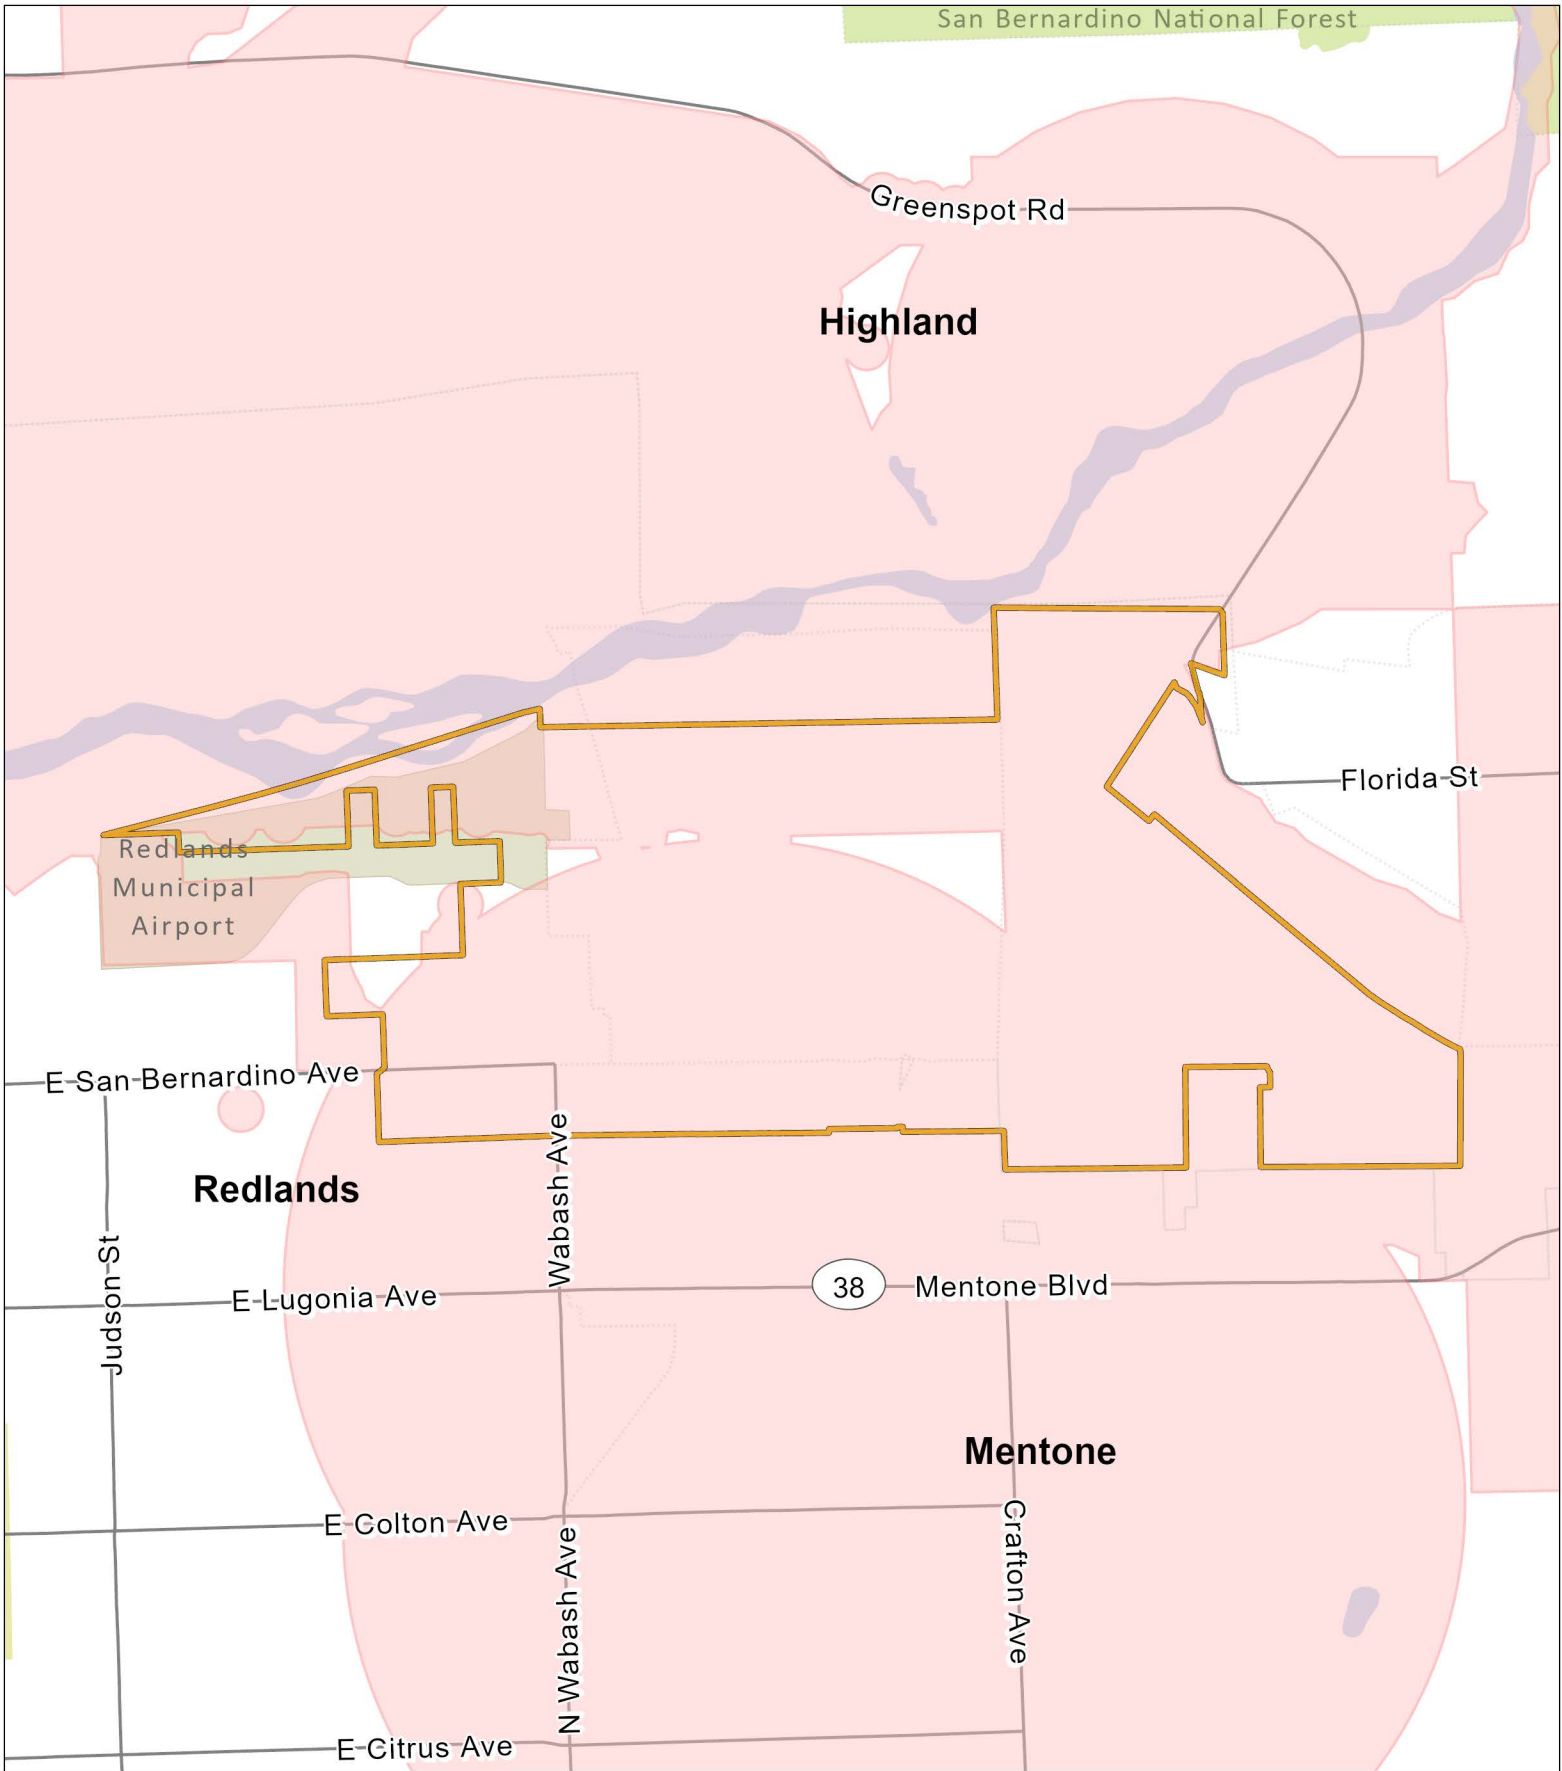 San Bernardino National Forest
Greenspot Rd
Highland
Florida St
Redlands
Municipal
Airport
E San Bernardino Ave
Wabash Ave
Redlands
Judson St
E Lugonia Ave
38
Mentone Blvd
Mentone
E Colton Ave
Crafton Ave
N Wabash Ave
E Citrus Ave